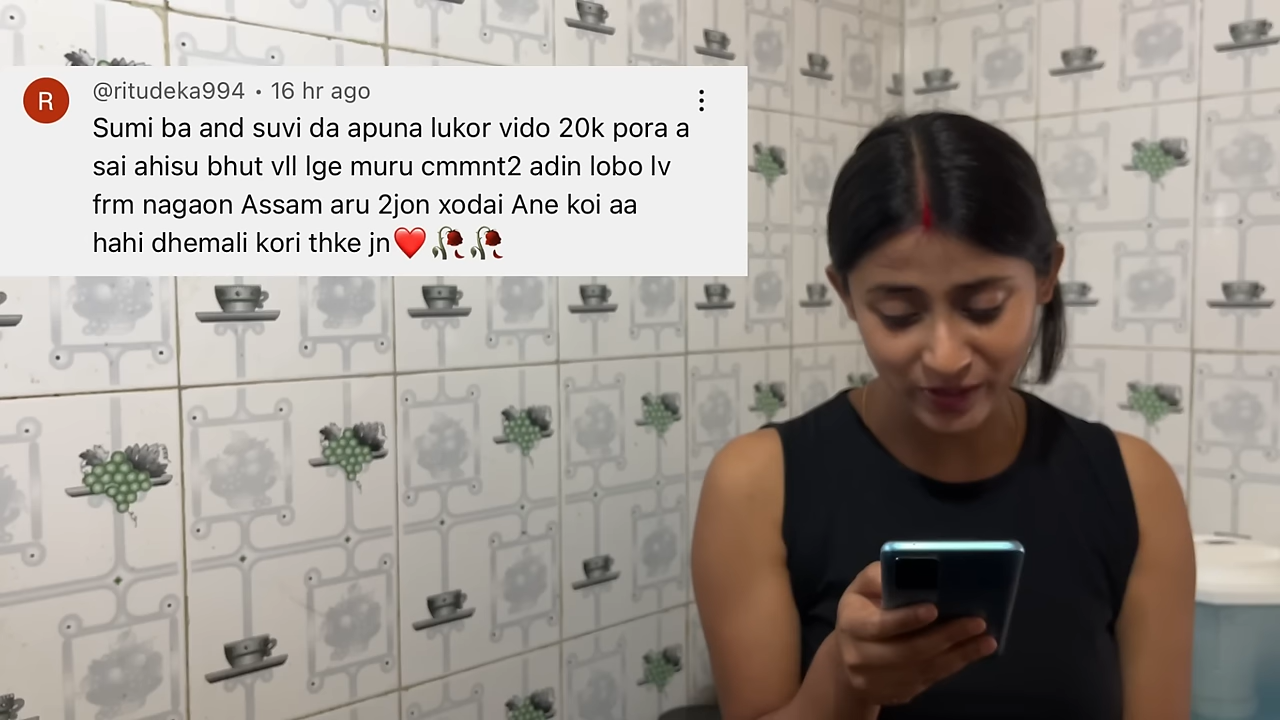 R
@ritudeka994 • 16 hr ago
Sumi ba and suvi da apuna lukor vido 20k pora a
sai ahisu bhut vll lge muru cmmnt2 adin lobo lv
frm nagaon Assam aru 2jon xodai Ane koi aa
hahi dhemali kori thke jn❤️🥀🥀